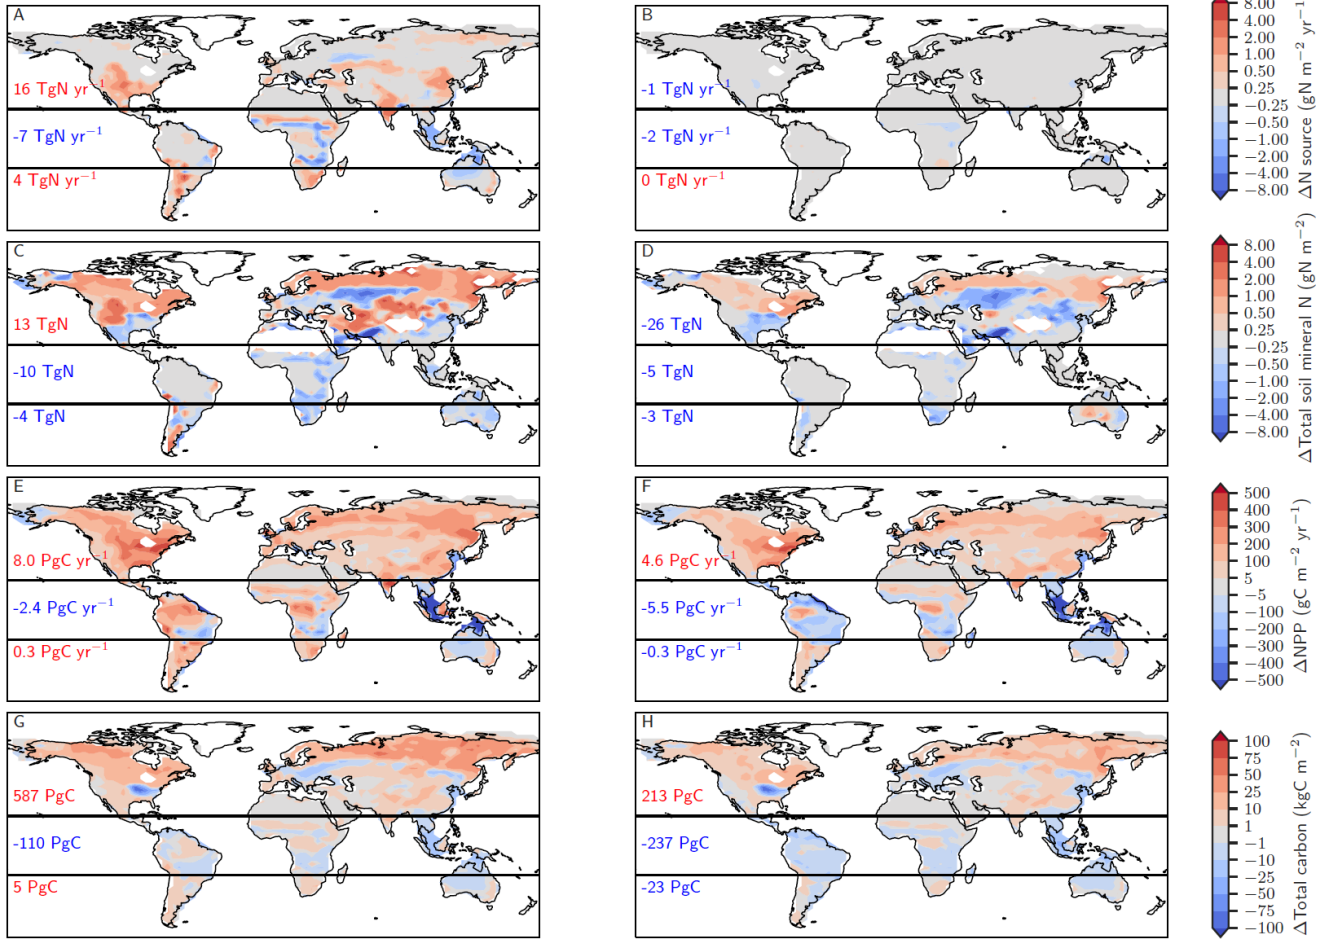 A
16 TgN yr⁻¹
-7 TgN yr⁻¹
4 TgN yr⁻¹
B
-1 TgN yr⁻¹
-2 TgN yr⁻¹
0 TgN yr⁻¹
8.00
4.00
2.00
1.00
0.50
0.25
−0.25
−0.50
−1.00
−2.00
−4.00
−8.00
ΔN source (gN m⁻² yr⁻¹)
C
13 TgN
-10 TgN
-4 TgN
D
-26 TgN
-5 TgN
-3 TgN
8.00
4.00
2.00
1.00
0.50
0.25
−0.25
−0.50
−1.00
−2.00
−4.00
−8.00
ΔTotal soil mineral N (gN m⁻²)
E
8.0 PgC yr⁻¹
-2.4 PgC yr⁻¹
0.3 PgC yr⁻¹
F
4.6 PgC yr⁻¹
-5.5 PgC yr⁻¹
-0.3 PgC yr⁻¹
500
400
300
200
100
5
−5
−100
−200
−300
−400
−500
ΔNPP (gC m⁻² yr⁻¹)
G
587 PgC
-110 PgC
5 PgC
H
213 PgC
-237 PgC
-23 PgC
100
75
50
25
10
1
−1
−10
−25
−50
−75
−100
ΔTotal carbon (kgC m⁻²)